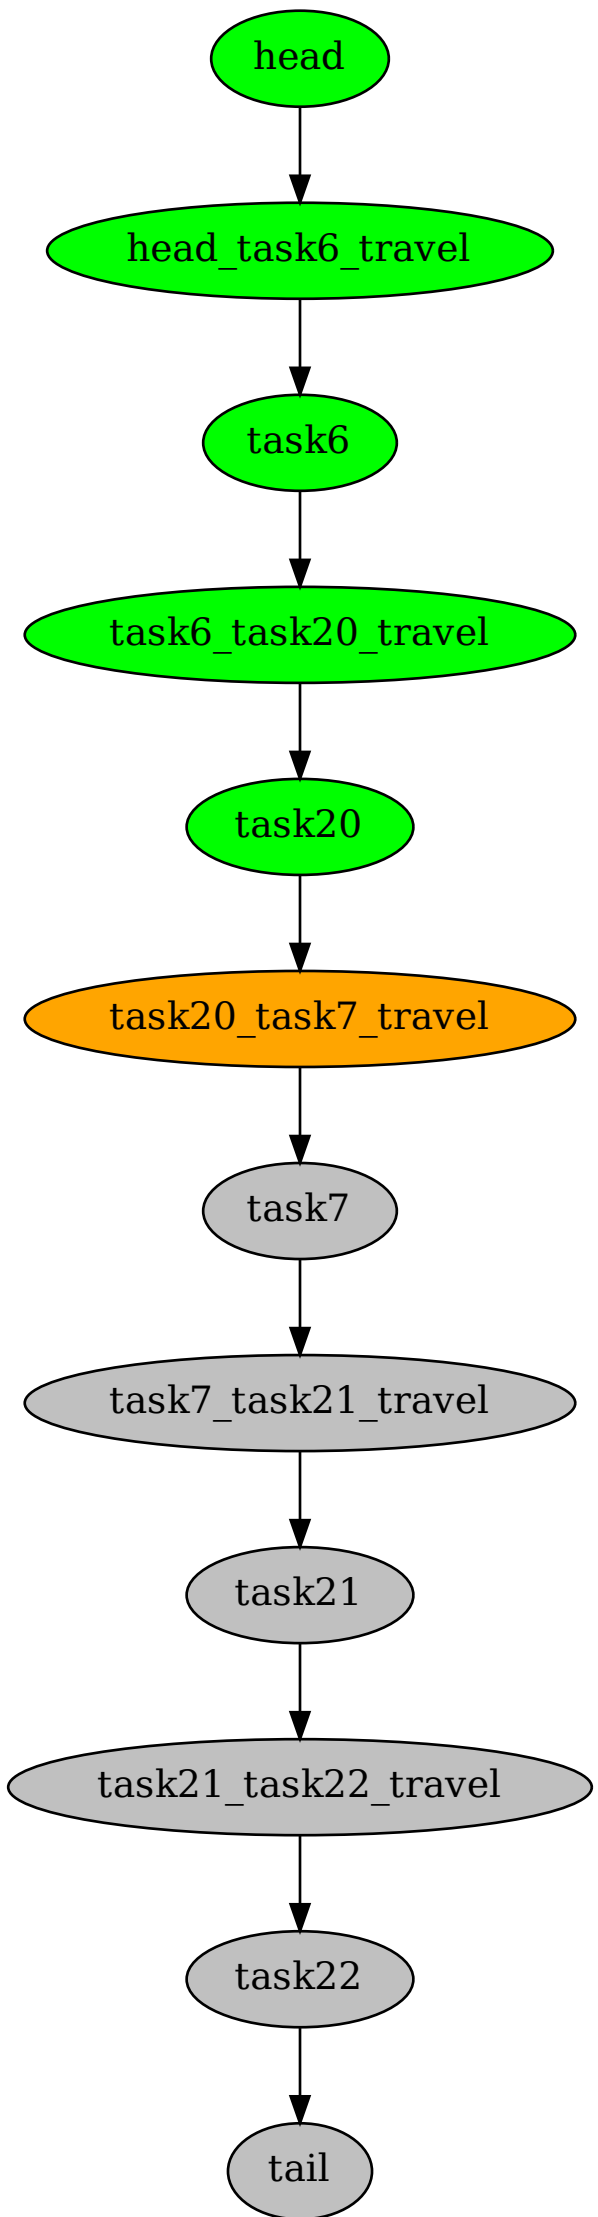 head
head_task6_travel
task6
task6_task20_travel
task20
task20_task7_travel
task7
task7_task21_travel
task21
task21_task22_travel
task22
tail